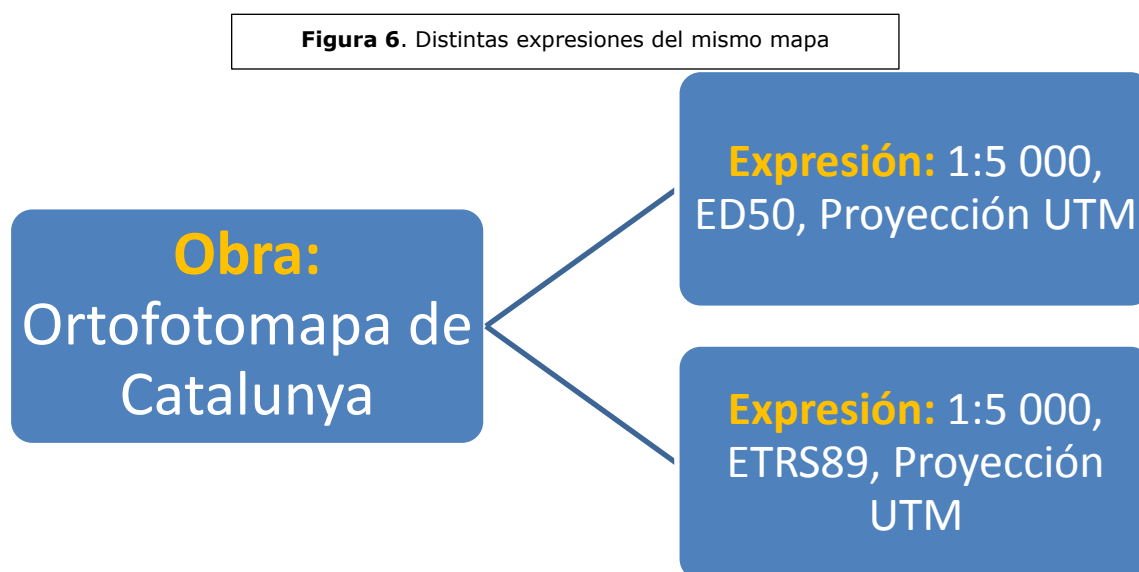 Figura 6. Distintas expresiones del mismo mapa
Obra:
Ortofotomapa de
Catalunya
Expresión: 1:5 000,
ED50, Proyección UTM
Expresión: 1:5 000,
ETRS89, Proyección
UTM